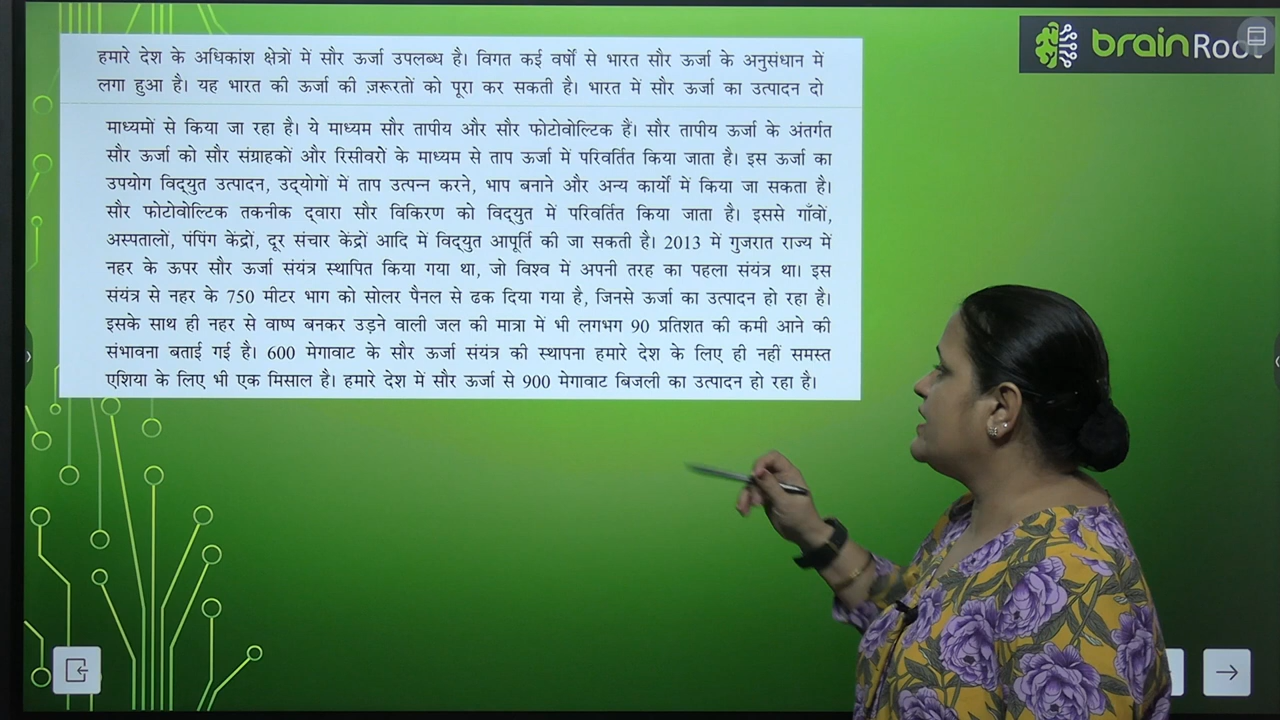 brainRoot
हमारे देश के अधिकांश क्षेत्रों में सौर ऊर्जा उपलब्ध है। विगत कई वर्षों से भारत सौर ऊर्जा के अनुसंधान में
लगा हुआ है। यह भारत की ऊर्जा की ज़रूरतों को पूरा कर सकती है। भारत में सौर ऊर्जा का उत्पादन दो
माध्यमों से किया जा रहा है। ये माध्यम सौर तापीय और सौर फोटोवोल्टिक हैं। सौर तापीय ऊर्जा के अंतर्गत
सौर ऊर्जा को सौर संग्राहकों और रिसीवरों के माध्यम से ताप ऊर्जा में परिवर्तित किया जाता है। इस ऊर्जा का
उपयोग विद्‌युत उत्पादन, उद्‌योगों में ताप उत्पन्न करने, भाप बनाने और अन्य कार्यों में किया जा सकता है।
सौर फोटोवोल्टिक तकनीक द्‌वारा सौर विकिरण को विद्‌युत में परिवर्तित किया जाता है। इससे गाँवों,
अस्पतालों, पंपिंग केंद्रों, दूर संचार केंद्रों आदि में विद्‌युत आपूर्ति की जा सकती है। 2013 में गुजरात राज्य में
नहर के ऊपर सौर ऊर्जा संयंत्र स्थापित किया गया था, जो विश्व में अपनी तरह का पहला संयंत्र था। इस
संयंत्र से नहर के 750 मीटर भाग को सोलर पैनल से ढक दिया गया है, जिनसे ऊर्जा का उत्पादन हो रहा है।
इसके साथ ही नहर से वाष्प बनकर उड़ने वाली जल की मात्रा में भी लगभग 90 प्रतिशत की कमी आने की
संभावना बताई गई है। 600 मेगावाट के सौर ऊर्जा संयंत्र की स्थापना हमारे देश के लिए ही नहीं समस्त
एशिया के लिए भी एक मिसाल है। हमारे देश में सौर ऊर्जा से 900 मेगावाट बिजली का उत्पादन हो रहा है।